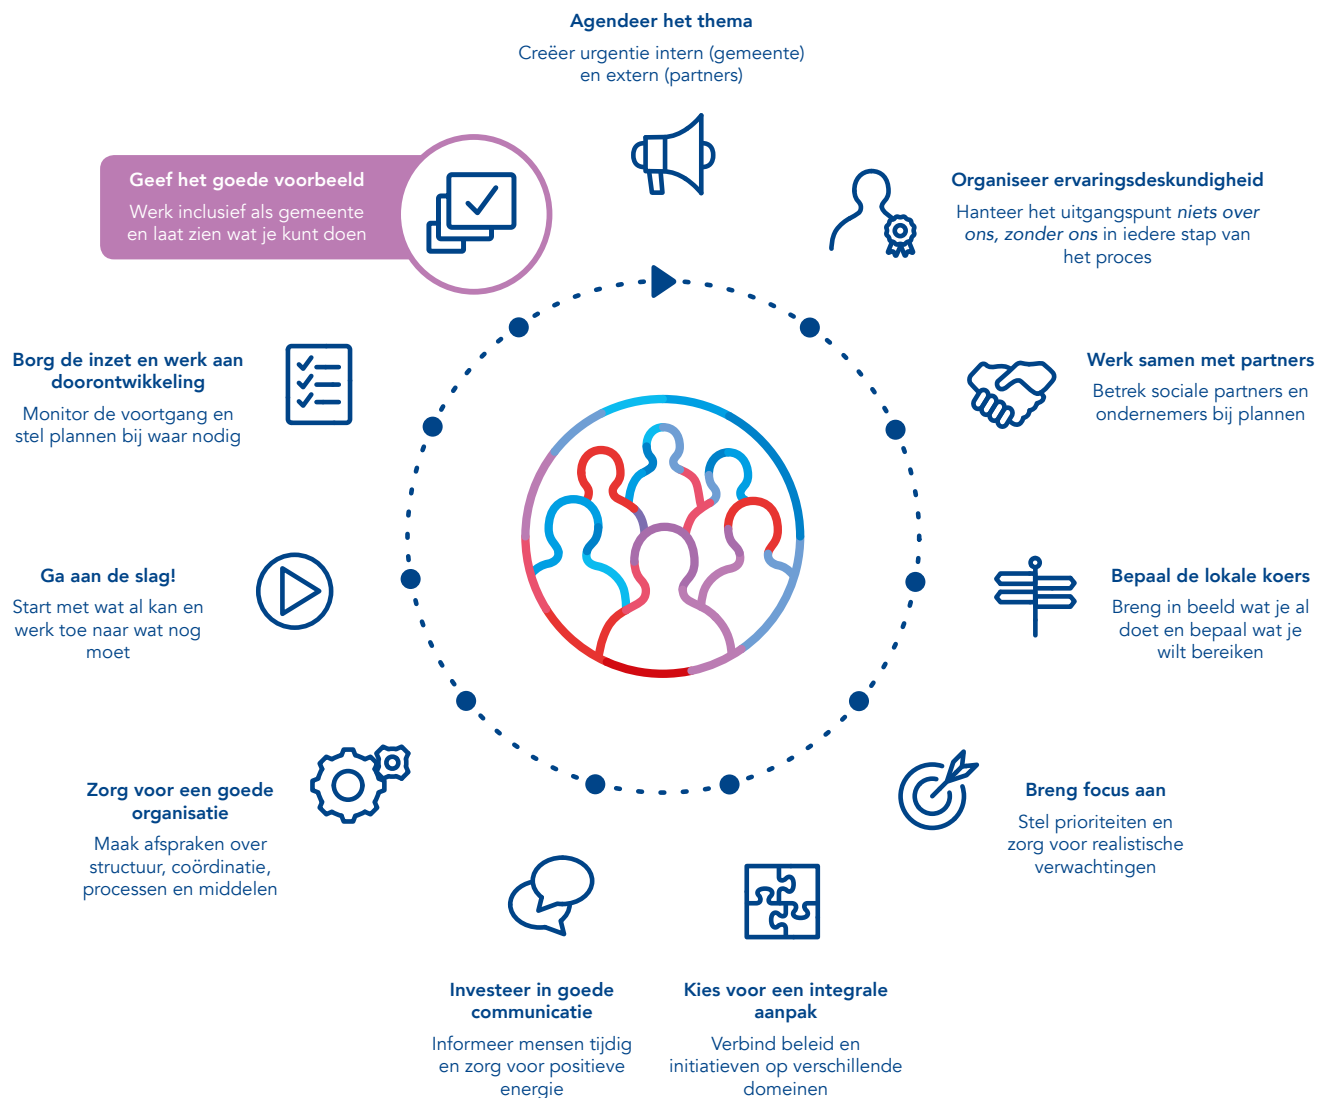 Agendeer het thema
Creëer urgentie intern (gemeente)
en extern (partners)
Organiseer ervaringsdeskundigheid
Hanteer het uitgangspunt niets over
ons, zonder ons in iedere stap van
het proces
Werk samen met partners
Betrek sociale partners en
ondernemers bij plannen
Bepaal de lokale koers
Breng in beeld wat je al
doet en bepaal wat je
wilt bereiken
Breng focus aan
Stel prioriteiten en
zorg voor realistische
verwachtingen
Kies voor een integrale
aanpak
Verbind beleid en
initiatieven op verschillende
domeinen
Investeer in goede
communicatie
Informeer mensen tijdig
en zorg voor positieve
energie
Zorg voor een goede
organisatie
Maak afspraken over
structuur, coördinatie,
processen en middelen
Ga aan de slag!
Start met wat al kan en
werk toe naar wat nog
moet
Borg de inzet en werk aan
doorontwikkeling
Monitor de voortgang en
stel plannen bij waar nodig
Geef het goede voorbeeld
Werk inclusief als gemeente
en laat zien wat je kunt doen